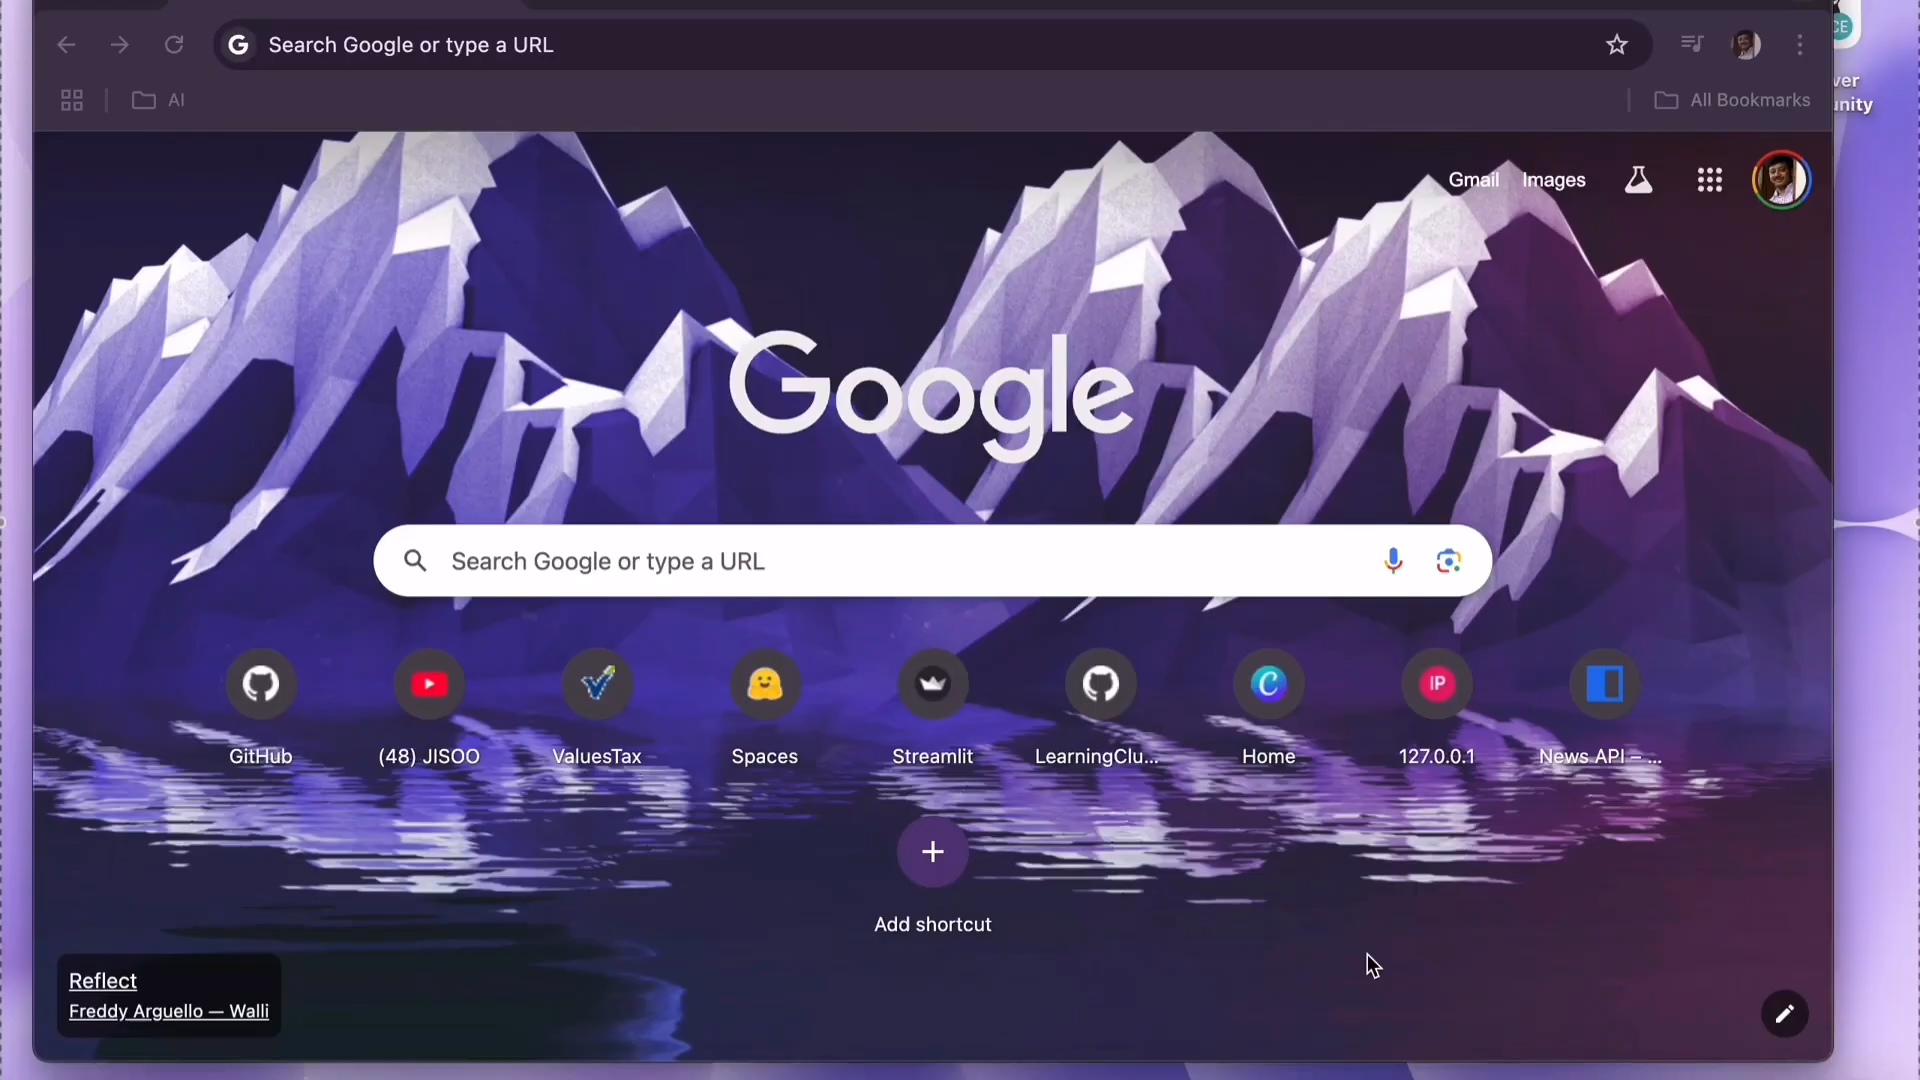 Search Google or type a URL
AI
All Bookmarks
ver
unity
CE
Gmail Images
Google
Search Google or type a URL
GitHub
(48) JISOO
ValuesTax
Spaces
Streamlit
LearningClu...
Home
IP
127.0.0.1
News API – ...
Add shortcut
Reflect
Freddy Arguello — Walli